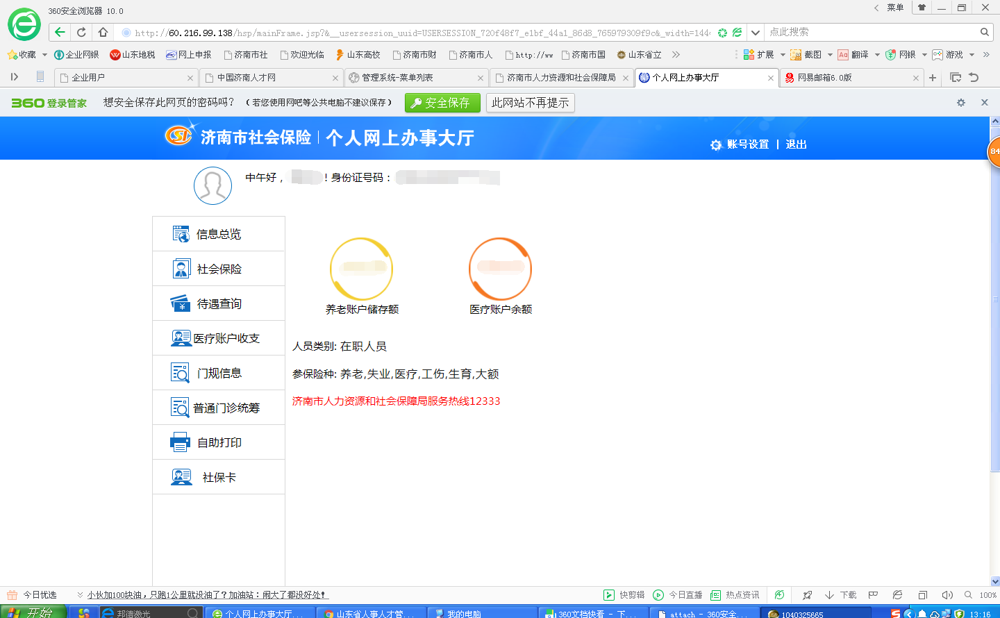 360安全浏览器 10.0
菜单
http://60.216.99.138/hsp/mainFrame.jsp?&__usersession_uuid=USERSESSION_720f48f7_e1bf_44a1_86d8_765979309f9c&_width=144
点此搜索
收藏 企业网银 山东地税 网上申报 济南市社 欢迎光临 山东高校 济南市财 济南市人 http://ww 济南市国 山东省立 扩展 截图 翻译 网银 游戏
企业用户 中国济南人才网 管理系统-菜单列表 济南市人力资源和社会保障局 个人网上办事大厅 网易邮箱6.0版
360登录管家 想安全保存此网页的密码吗？（若您使用网吧等公共电脑不建议保存） 安全保存 此网站不再提示
济南市社会保险 | 个人网上办事大厅
账号设置 | 退出
84
中午好， ! 身份证号码：
信息总览
社会保险
待遇查询
医疗账户收支
门规信息
普通门诊统筹
自助打印
社保卡
养老账户储存额 医疗账户余额
人员类别: 在职人员
参保险种: 养老,失业,医疗,工伤,生育,大额
济南市人力资源和社会保障局服务热线12333
今日优选 小伙加100块油，只跑1公里就没油了？加油站：闹大了都没好处！
快剪辑 今日直播 热点资讯 下载 100%
开始 邦德激光 个人网上办事大厅... 山东省人事人才管... 我的电脑 360文档快看 - 下... attach - 360安全... 1040325665 13:16